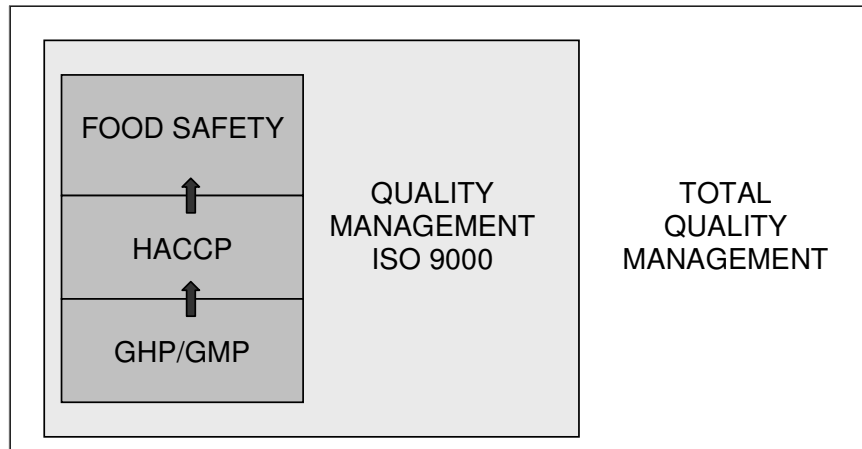 FOOD SAFETY
HACCP
GHP/GMP
QUALITY
MANAGEMENT
ISO 9000
TOTAL
QUALITY
MANAGEMENT